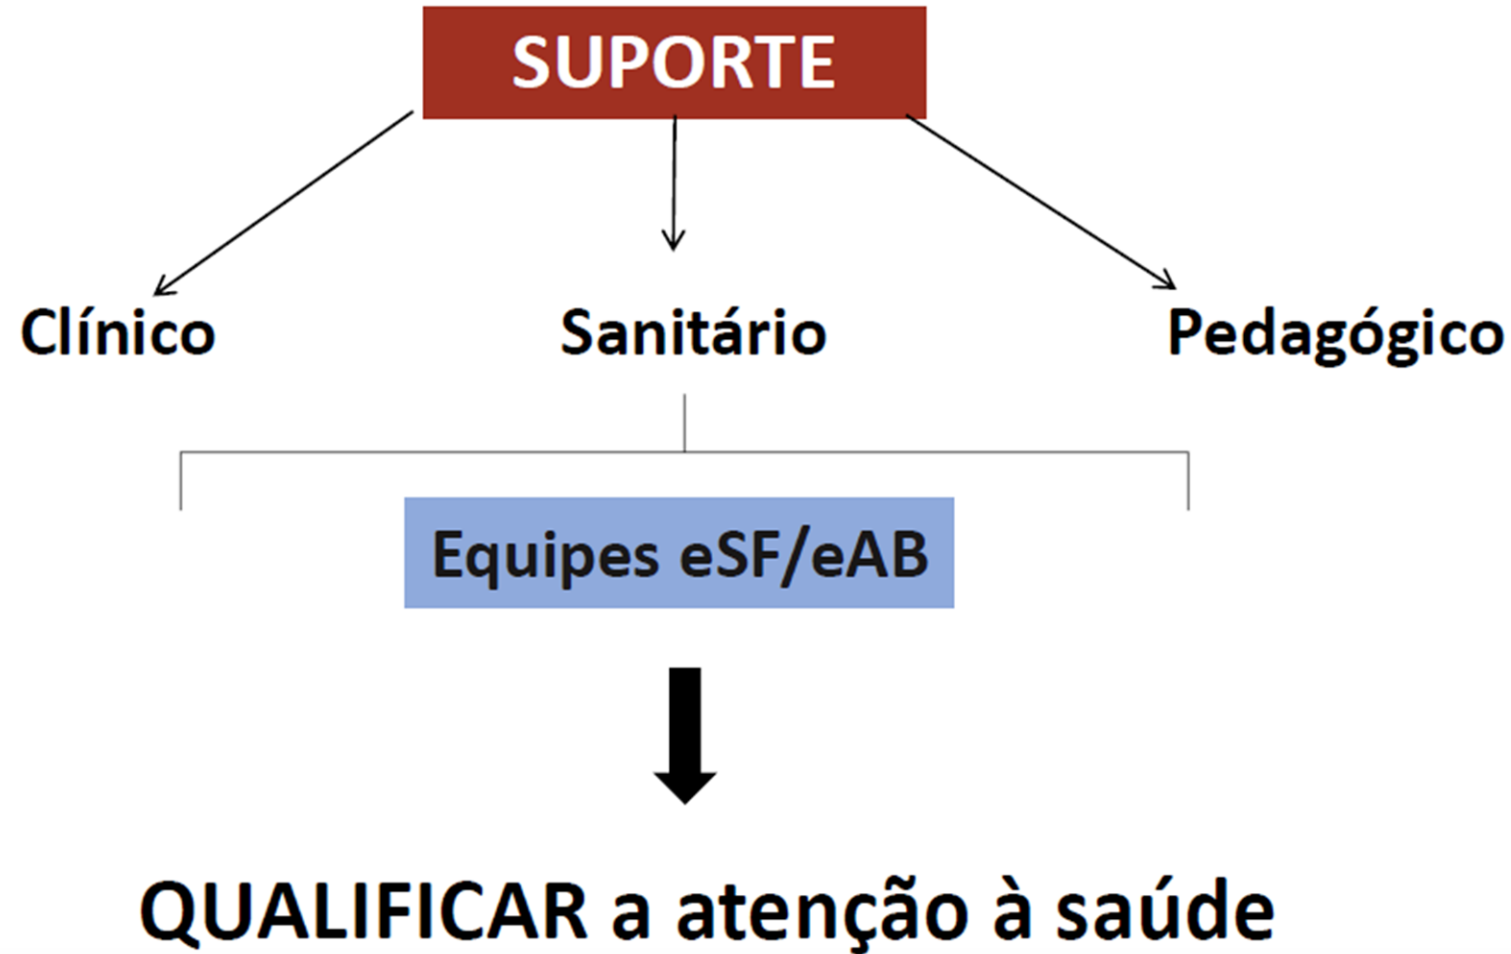 SUPORTE
Clínico
Sanitário
Pedagógico
Equipes eSF/eAB
QUALIFICAR a atenção à saúde